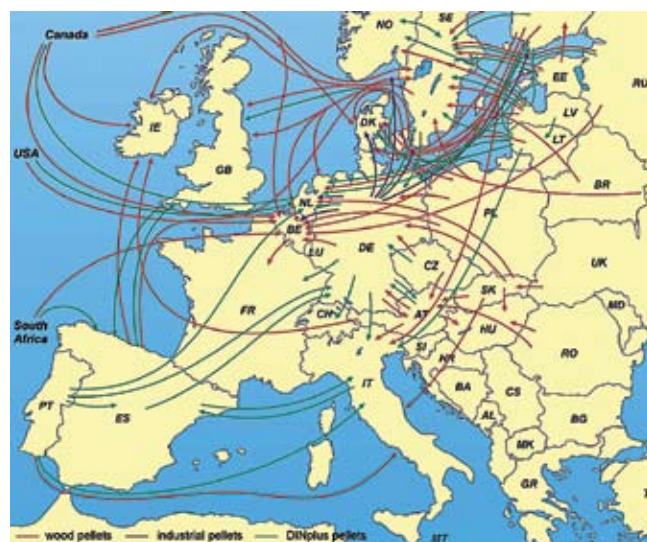 Canada
NO
SE
EE
RU
LV
IE
DK
LT
USA
GB
BR
NL
PL
BE
DE
LU
CZ
UK
SK
MD
FR
CH
AT
HU
South
Africa
SI
HR
RO
PT
ES
IT
BA
CS
AL
BG
MK
GR
MT
wood pellets industrial pellets DINplus pellets